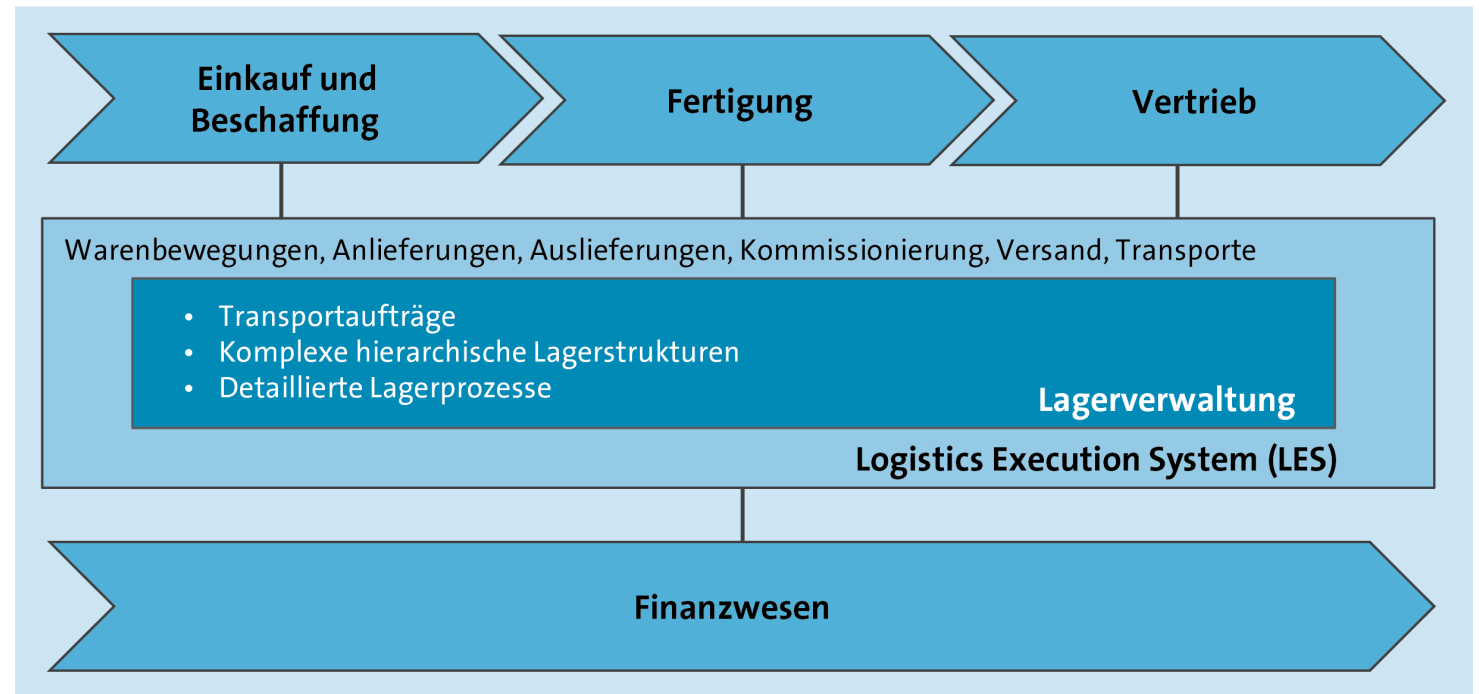 Einkauf und
Beschaffung
Fertigung
Vertrieb
Warenbewegungen, Anlieferungen, Auslieferungen, Kommissionierung, Versand, Transporte
• Transportaufträge
• Komplexe hierarchische Lagerstrukturen
• Detaillierte Lagerprozesse
Lagerverwaltung
Logistics Execution System (LES)
Finanzwesen